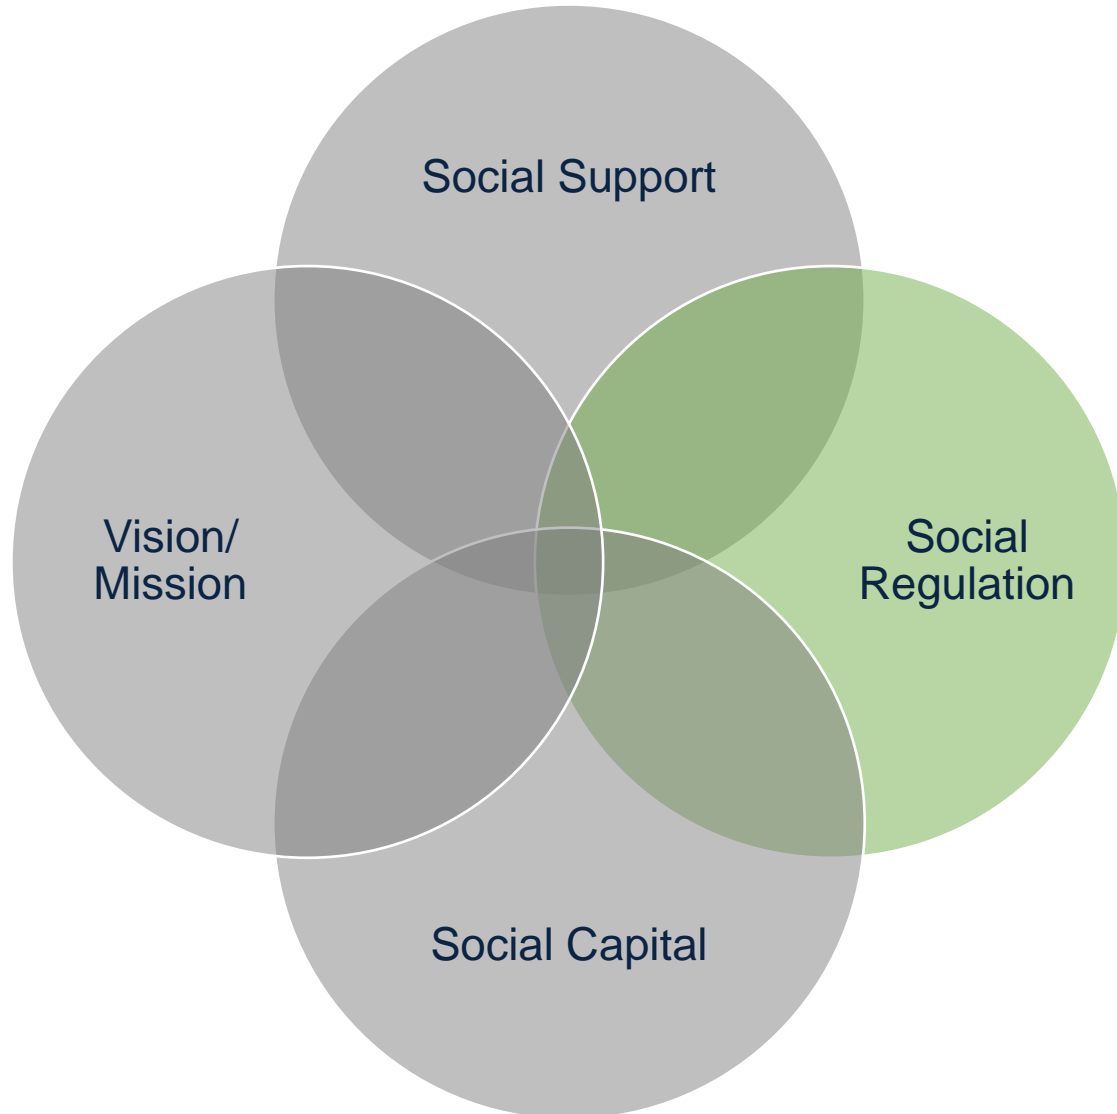 Social Support
Vision/
Mission
Social
Regulation
Social Capital